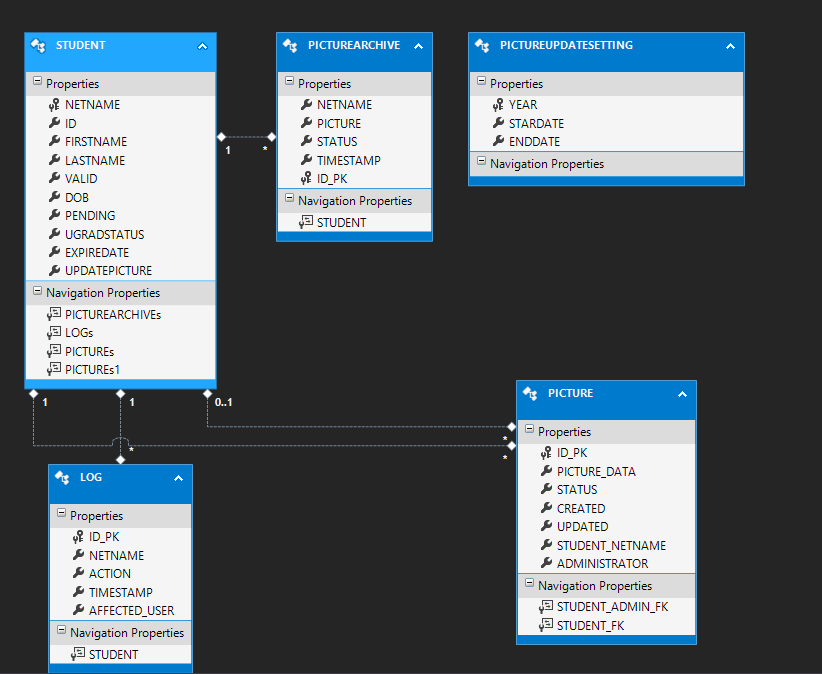 STUDENT
Properties
NETNAME
ID
FIRSTNAME
LASTNAME
VALID
DOB
PENDING
UGRADSTATUS
EXPIREDATE
UPDATEPICTURE
Navigation Properties
PICTUREARCHIVEs
LOGs
PICTUREs
PICTUREs1
1
*
PICTUREARCHIVE
Properties
NETNAME
PICTURE
STATUS
TIMESTAMP
ID_PK
Navigation Properties
STUDENT
PICTUREUPDATESETTING
Properties
YEAR
STARDATE
ENDDATE
Navigation Properties
1
1
0..1
*
*
*
LOG
Properties
ID_PK
NETNAME
ACTION
TIMESTAMP
AFFECTED_USER
Navigation Properties
STUDENT
PICTURE
Properties
ID_PK
PICTURE_DATA
STATUS
CREATED
UPDATED
STUDENT_NETNAME
ADMINISTRATOR
Navigation Properties
STUDENT_ADMIN_FK
STUDENT_FK